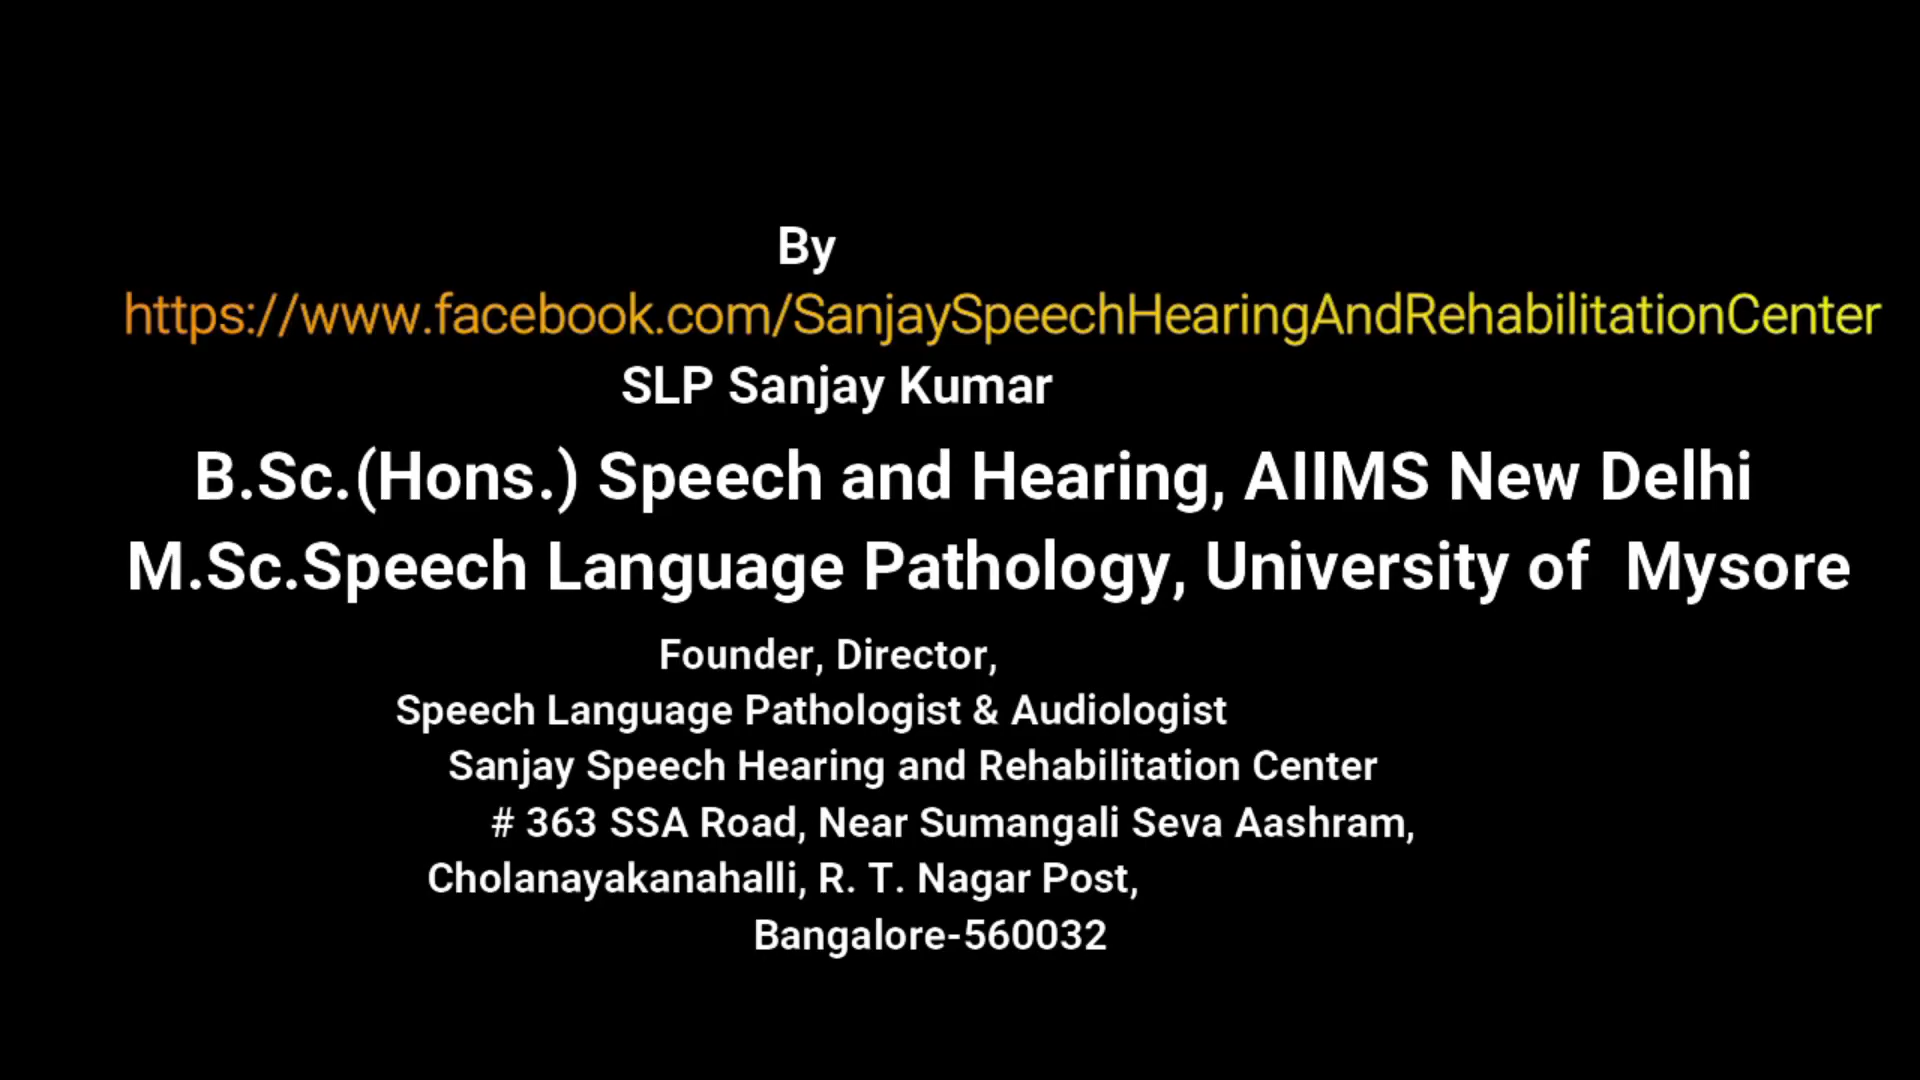 By
https://www.facebook.com/SanjaySpeechHearingAndRehabilitationCenter
SLP Sanjay Kumar
B.Sc.(Hons.) Speech and Hearing, AIIMS New Delhi
M.Sc.Speech Language Pathology, University of  Mysore
Founder, Director,
Speech Language Pathologist & Audiologist
Sanjay Speech Hearing and Rehabilitation Center
# 363 SSA Road, Near Sumangali Seva Aashram,
Cholanayakanahalli, R. T. Nagar Post,
Bangalore-560032